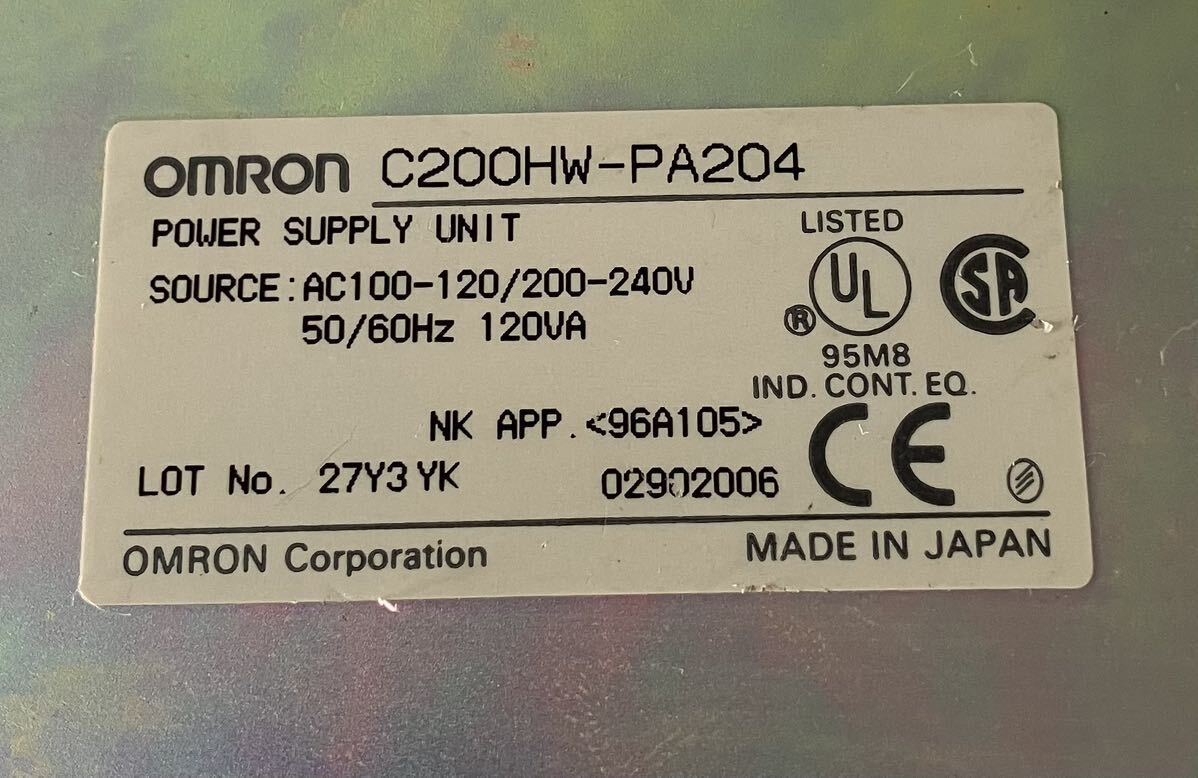 OMRON C200HW-PA204
POWER SUPPLY UNIT
SOURCE:AC100-120/200-240V
50/60Hz 120VA
LISTED
UL
®
SA
95M8
IND. CONT. EQ.
NK APP.<96A105>
CE
LOT No. 27Y3 YK
02902006
OMRON Corporation
MADE IN JAPAN